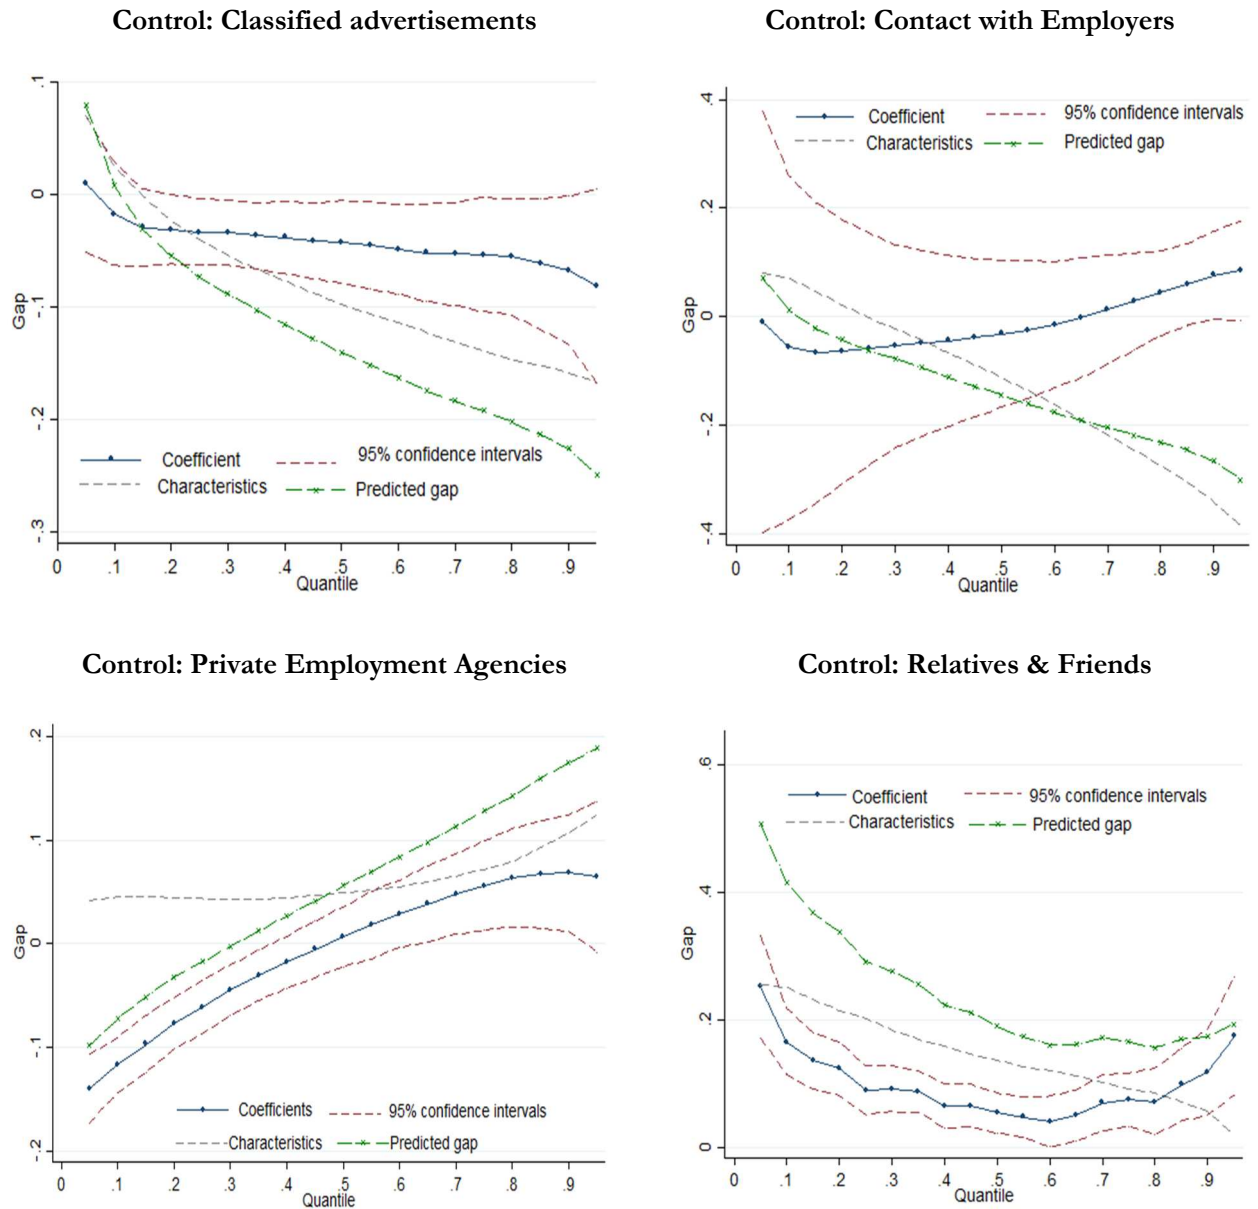 Control: Classified advertisements
.1
0
-.1
-.2
-.3
Gap
Coefficient
95% confidence intervals
Characteristics
Predicted gap
0 .1 .2 .3 .4 .5 .6 .7 .8 .9
Quantile
Control: Contact with Employers
.4
.2
0
-.2
-.4
Gap
Coefficient
95% confidence intervals
Characteristics
Predicted gap
0 .1 .2 .3 .4 .5 .6 .7 .8 .9
Quantile
Control: Private Employment Agencies
.2
.1
0
-.1
-.2
Gap
Coefficients
95% confidence intervals
Characteristics
Predicted gap
0 .1 .2 .3 .4 .5 .6 .7 .8 .9
Quantile
Control: Relatives & Friends
.6
.4
.2
0
Gap
Coefficient
95% confidence intervals
Characteristics
Predicted gap
0 .1 .2 .3 .4 .5 .6 .7 .8 .9
Quantile